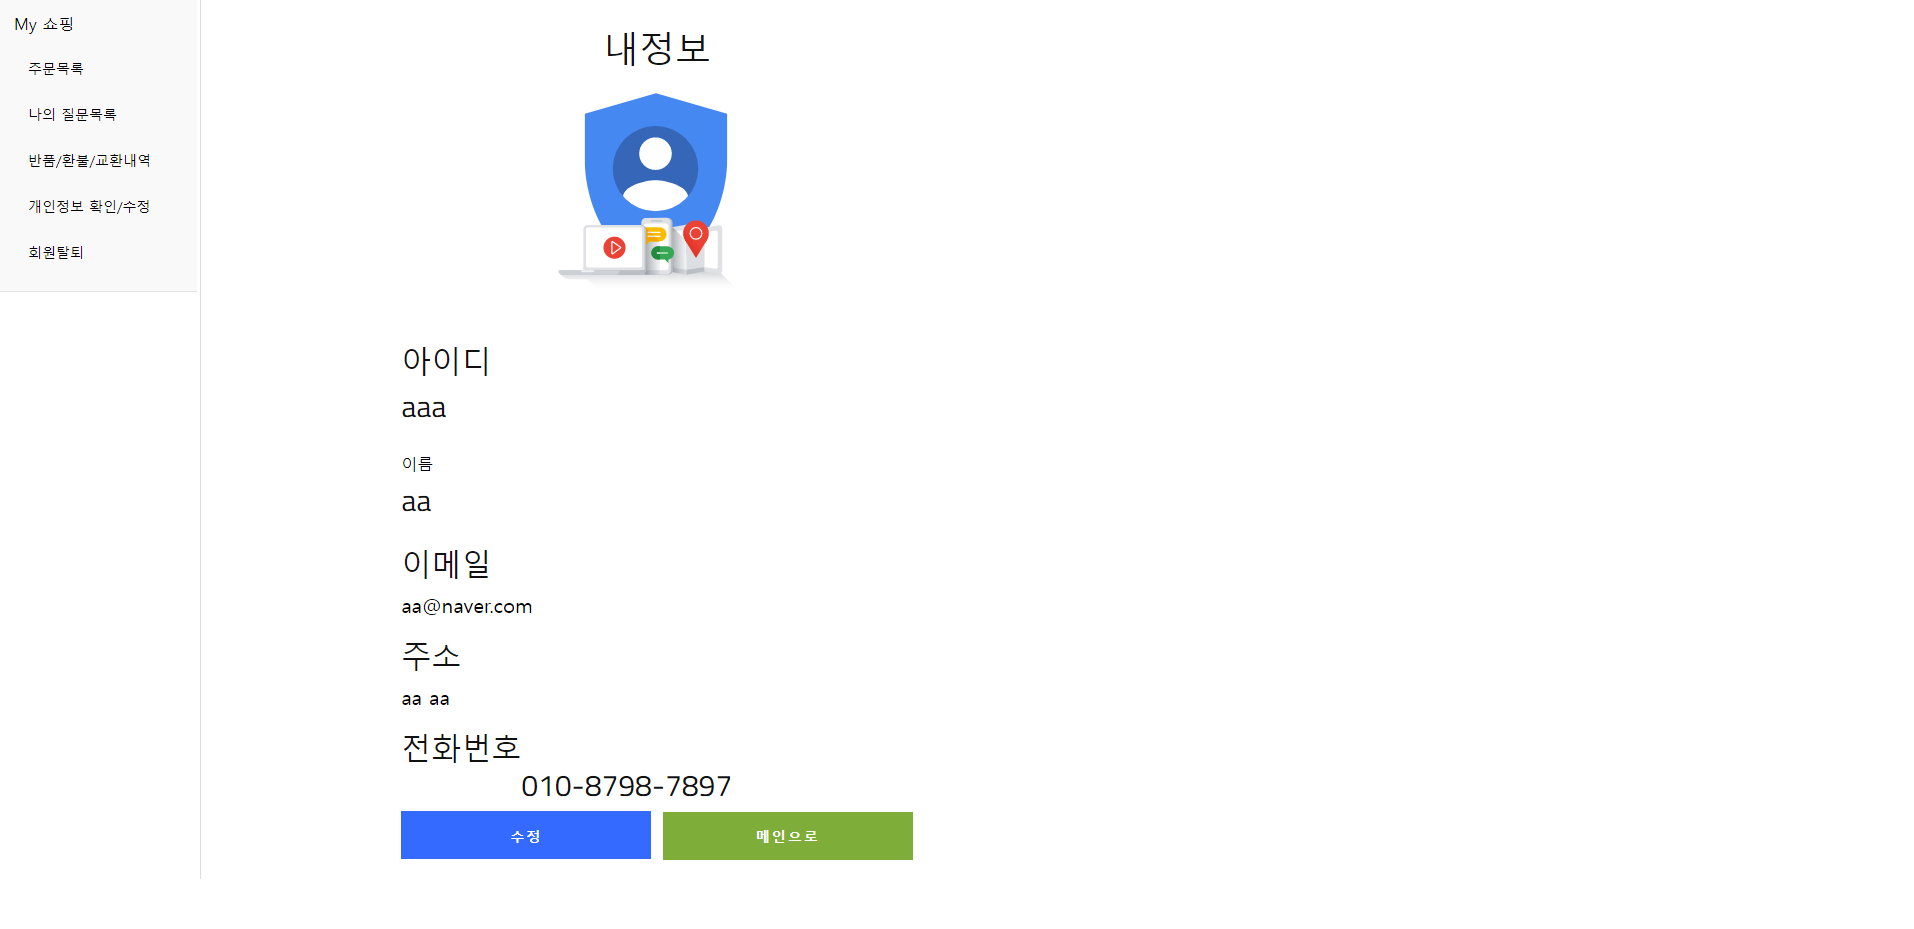 My 쇼핑
주문목록
나의 질문목록
반품/환불/교환내역
개인정보 확인/수정
회원탈퇴
내정보
아이디
aaa
이름
aa
이메일
aa@naver.com
주소
aa aa
전화번호
010-8798-7897
수정
메인으로